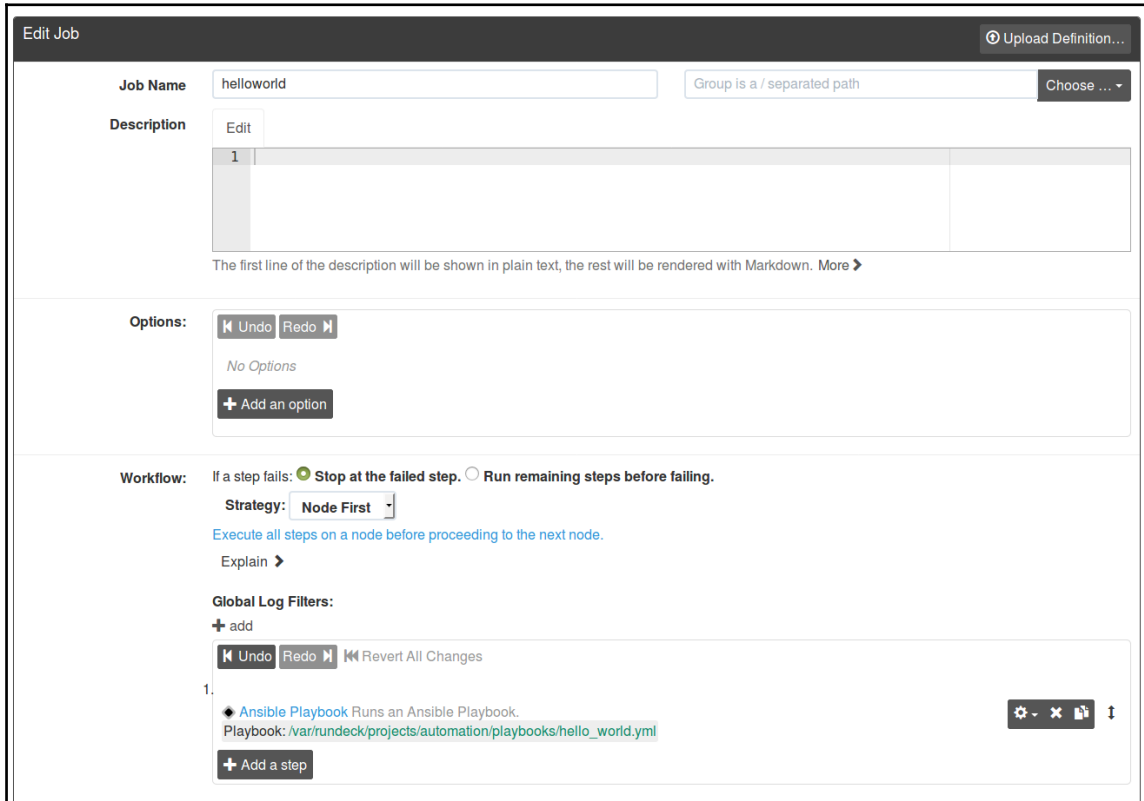 Edit Job
Upload Definition…
Job Name
helloworld
Group is a / separated path
Choose …
Description
Edit
1
The first line of the description will be shown in plain text, the rest will be rendered with Markdown. More
Options:
Undo Redo
No Options
Add an option
Workflow:
If a step fails: Stop at the failed step. Run remaining steps before failing.
Strategy: Node First
Execute all steps on a node before proceeding to the next node.
Explain
Global Log Filters:
add
Undo Redo Revert All Changes
1.
Ansible Playbook Runs an Ansible Playbook.
Playbook: /var/rundeck/projects/automation/playbooks/hello_world.yml
Add a step